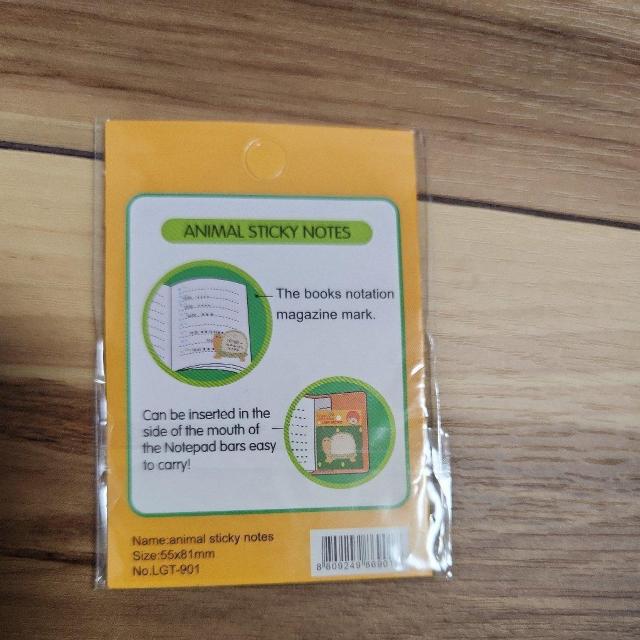 ANIMAL STICKY NOTES
The books notation
magazine mark.
Can be inserted in the
side of the mouth of
the Notepad bars easy
to carry!
Name:animal sticky notes
Size:55x81mm
No.LGT-901